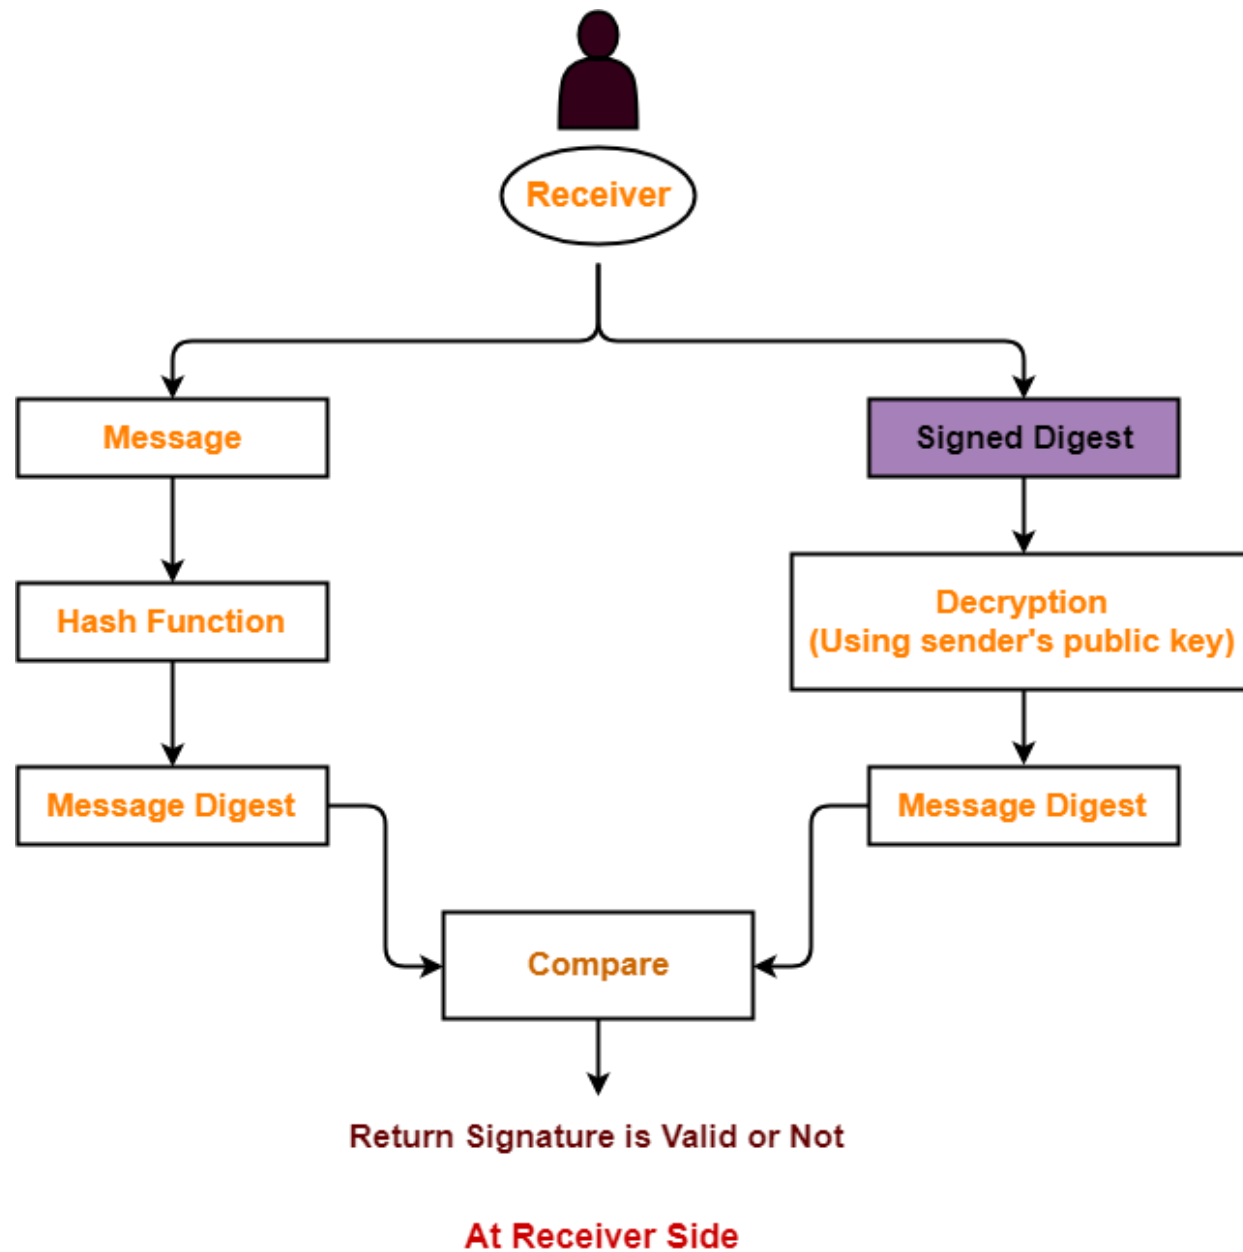 Receiver
Message
Signed Digest
Hash Function
Decryption
(Using sender's public key)
Message Digest
Message Digest
Compare
Return Signature is Valid or Not
At Receiver Side